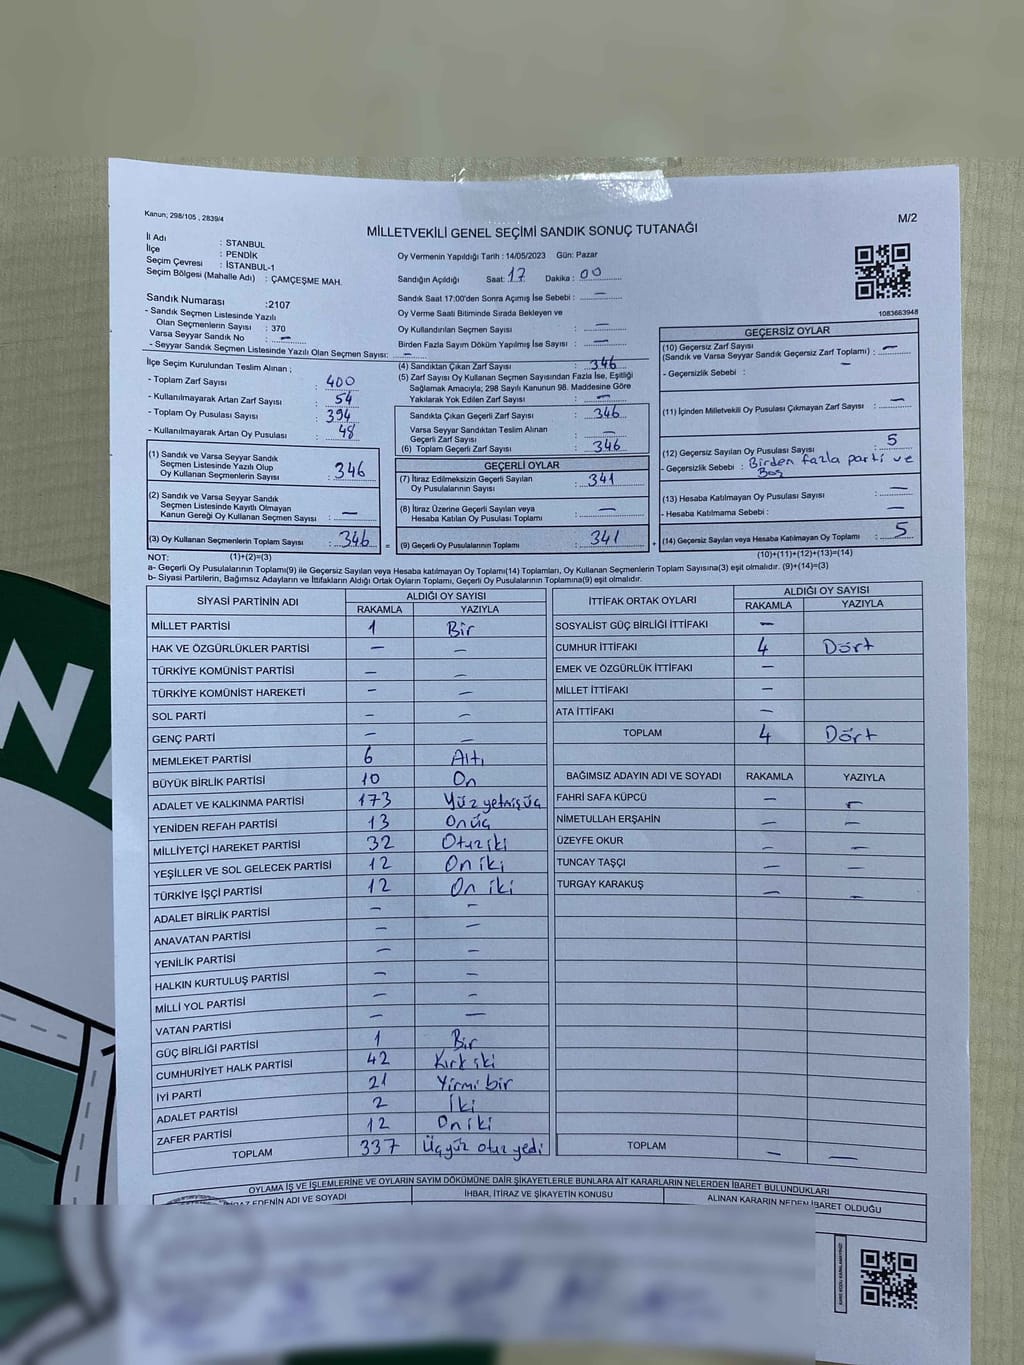 Kanun; 298/105 , 2839/4
M/2
MİLLETVEKİLİ GENEL SEÇİMİ SANDIK SONUÇ TUTANAĞI
İl Adı : STANBUL
İlçe : PENDİK
Seçim Çevresi : İSTANBUL-1
Seçim Bölgesi (Mahalle Adı) : ÇAMÇEŞME MAH.
Oy Vermenin Yapıldığı Tarih : 14/05/2023 Gün: Pazar
Sandığın Açıldığı Saat: 17 Dakika : 00
Sandık Saat 17:00'den Sonra Açımış İse Sebebi : —
Oy Verme Saati Bitiminde Sırada Bekleyen ve
Oy Kullandırılan Seçmen Sayısı : —
Birden Fazla Sayım Döküm Yapılmış İse Sayısı : —
1083663948
Sandık Numarası :2107
- Sandık Seçmen Listesinde Yazılı
Olan Seçmenlerin Sayısı : 370
Varsa Seyyar Sandık No : —
- Seyyar Sandık Seçmen Listesinde Yazılı Olan Seçmen Sayısı: —
İlçe Seçim Kurulundan Teslim Alınan ;
- Toplam Zarf Sayısı : 400
- Kullanılmayarak Artan Zarf Sayısı : 54
- Toplam Oy Pusulası Sayısı : 394
- Kullanılmayarak Artan Oy Pusulası : 48
(1) Sandık ve Varsa Seyyar Sandık
Seçmen Listesinde Yazılı Olup
Oy Kullanan Seçmenlerin Sayısı : 346
(2) Sandık ve Varsa Seyyar Sandık
Seçmen Listesinde Kayıtlı Olmayan
Kanun Gereği Oy Kullanan Seçmen Sayısı : —
(3) Oy Kullanan Seçmenlerin Toplam Sayısı : 346 =
(4) Sandıktan Çıkan Zarf Sayısı : 346
(5) Zarf Sayısı Oy Kullanan Seçmen Sayısından Fazla İse, Eşitliği
Sağlamak Amacıyla; 298 Sayılı Kanunun 98. Maddesine Göre
Yakılarak Yok Edilen Zarf Sayısı : —
Sandıkta Çıkan Geçerli Zarf Sayısı : 346
Varsa Seyyar Sandıktan Teslim Alınan
Geçerli Zarf Sayısı : —
(6) Toplam Geçerli Zarf Sayısı : 346
GEÇERLİ OYLAR
(7) İtiraz Edilmeksizin Geçerli Sayılan
Oy Pusulalarının Sayısı : 341
(8) İtiraz Üzerine Geçerli Sayılan veya
Hesaba Katılan Oy Pusulası Toplamı : —
(9) Geçerli Oy Pusulalarının Toplamı : 341 +
GEÇERSİZ OYLAR
(10) Geçersiz Zarf Sayısı
(Sandık ve Varsa Seyyar Sandık Geçersiz Zarf Toplamı) : —
- Geçersizlik Sebebi : —
(11) İçinden Milletvekili Oy Pusulası Çıkmayan Zarf Sayısı : —
(12) Geçersiz Sayılan Oy Pusulası Sayısı : 5
- Geçersizlik Sebebi : Birden fazla parti ve
Boş
(13) Hesaba Katılmayan Oy Pusulası Sayısı : —
- Hesaba Katılmama Sebebi : —
(14) Geçersiz Sayılan veya Hesaba Katılmayan Oy Toplamı : 5
NOT: (1)+(2)=(3)
(10)+(11)+(12)+(13)=(14)
a- Geçerli Oy Pusulalarının Toplamı(9) ile Geçersiz Sayılan veya Hesaba katılmayan Oy Toplamı(14) Toplamları, Oy Kullanan Seçmenlerin Toplam Sayısına(3) eşit olmalıdır. (9)+(14)=(3)
b- Siyasi Partilerin, Bağımsız Adayların ve İttifakların Aldığı Ortak Oyların Toplamı, Geçerli Oy Pusulalarının Toplamına(9) eşit olmalıdır.
SİYASİ PARTİNİN ADI ALDIĞI OY SAYISI
RAKAMLA YAZIYLA
MİLLET PARTİSİ 1 Bir
HAK VE ÖZGÜRLÜKLER PARTİSİ — —
TÜRKİYE KOMÜNİST PARTİSİ — —
TÜRKİYE KOMÜNİST HAREKETİ — —
SOL PARTİ — —
GENÇ PARTİ — —
MEMLEKET PARTİSİ 6 Altı
BÜYÜK BİRLİK PARTİSİ 10 On
ADALET VE KALKINMA PARTİSİ 173 Yüz yetmişüç
YENİDEN REFAH PARTİSİ 13 Onüç
MİLLİYETÇİ HAREKET PARTİSİ 32 Otuz iki
YEŞİLLER VE SOL GELECEK PARTİSİ 12 On iki
TÜRKİYE İŞÇİ PARTİSİ 12 On iki
ADALET BİRLİK PARTİSİ — —
ANAVATAN PARTİSİ — —
YENİLİK PARTİSİ — —
HALKIN KURTULUŞ PARTİSİ — —
MİLLİ YOL PARTİSİ — —
VATAN PARTİSİ — —
GÜÇ BİRLİĞİ PARTİSİ 1 Bir
CUMHURİYET HALK PARTİSİ 42 Kırk iki
İYİ PARTİ 21 Yirmi bir
ADALET PARTİSİ 2 İki
ZAFER PARTİSİ 12 On iki
TOPLAM 337 Üçyüz otuz yedi
İTTİFAK ORTAK OYLARI ALDIĞI OY SAYISI
RAKAMLA YAZIYLA
SOSYALİST GÜÇ BİRLİĞİ İTTİFAKI —
CUMHUR İTTİFAKI 4 Dört
EMEK VE ÖZGÜRLÜK İTTİFAKI —
MİLLET İTTİFAKI —
ATA İTTİFAKI —
TOPLAM 4 Dört
BAĞIMSIZ ADAYIN ADI VE SOYADI RAKAMLA YAZIYLA
FAHRİ SAFA KÜPCÜ — —
NİMETULLAH ERŞAHİN — —
ÜZEYFE OKUR — —
TUNCAY TAŞÇI — —
TURGAY KARAKUŞ — —
TOPLAM — —
OYLAMA İŞ VE İŞLEMLERİNE VE OYLARIN SAYIM DÖKÜMÜNE DAİR ŞİKAYETLERLE BUNLARA AİT KARARLARIN NELERDEN İBARET BULUNDUKLARI
EDENİN ADI VE SOYADI İHBAR, İTİRAZ VE ŞİKAYETİN KONUSU ALINAN KARARIN NEDEN İBARET OLDUĞU